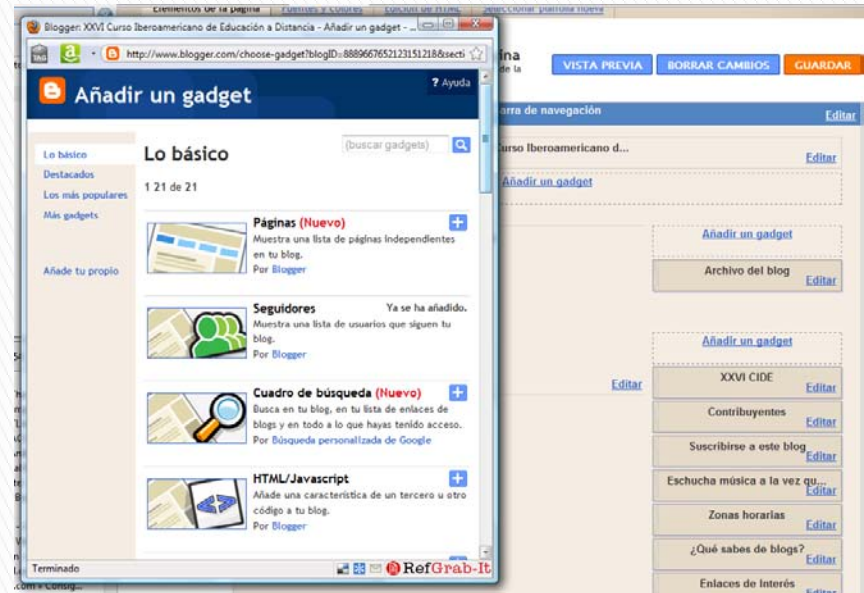 Elementos de la página Fuentes y colores Edición de HTML Seleccionar plantilla nueva
Blogger: XXVI Curso Iberoamericano de Educación a Distancia - Añadir un gadget - ...
http://www.blogger.com/choose-gadget?blogID=8889667652123151218&secti
Añadir un gadget
? Ayuda
Lo básico
Destacados
Los más populares
Más gadgets
Añade tu propio
Lo básico
(buscar gadgets)
1 21 de 21
Páginas (Nuevo)
Muestra una lista de páginas independientes
en tu blog.
Por Blogger
Seguidores Ya se ha añadido.
Muestra una lista de usuarios que siguen tu
blog.
Por Blogger
Cuadro de búsqueda (Nuevo)
Busca en tu blog, en tu lista de enlaces de
blogs y en todo a lo que hayas tenido acceso.
Por Búsqueda personalizada de Google
HTML/Javascript
Añade una característica de un tercero u otro
código a tu blog.
Por Blogger
Terminado
RefGrab-It
ina
de la
VISTA PREVIA BORRAR CAMBIOS GUARDAR
rra de navegación Editar
urso Iberoamericano d...
Editar
Añadir un gadget
Añadir un gadget
Archivo del blog
Editar
Añadir un gadget
Editar
XXVI CIDE
Editar
Contribuyentes
Editar
Suscribirse a este blog
Editar
Eschucha música a la vez qu...
Editar
Zonas horarias
Editar
¿Qué sabes de blogs?
Editar
Enlaces de Interés
Editar
.com » Consig...